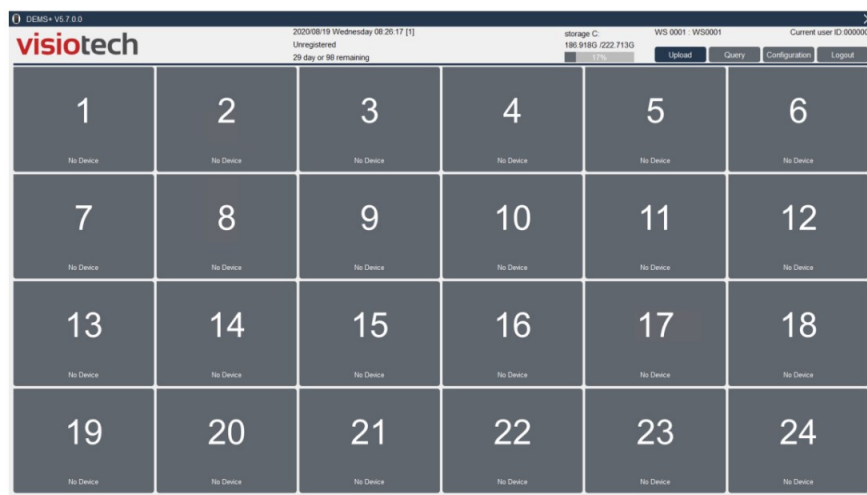 DEMS+ V5.7.0.0
visiotech
2020/08/19 Wednesday 08:26:17 [1]
Unregistered
29 day or 98 remaining
storage C:
186.918G /222.713G
17%
WS 0001 : WS0001
Current user ID:000000
Upload
Query
Configuration
Logout
1 2 3 4 5 6
No Device No Device No Device No Device No Device No Device
7 8 9 10 11 12
No Device No Device No Device No Device No Device No Device
13 14 15 16 17 18
No Device No Device No Device No Device No Device No Device
19 20 21 22 23 24
No Device No Device No Device No Device No Device No Device